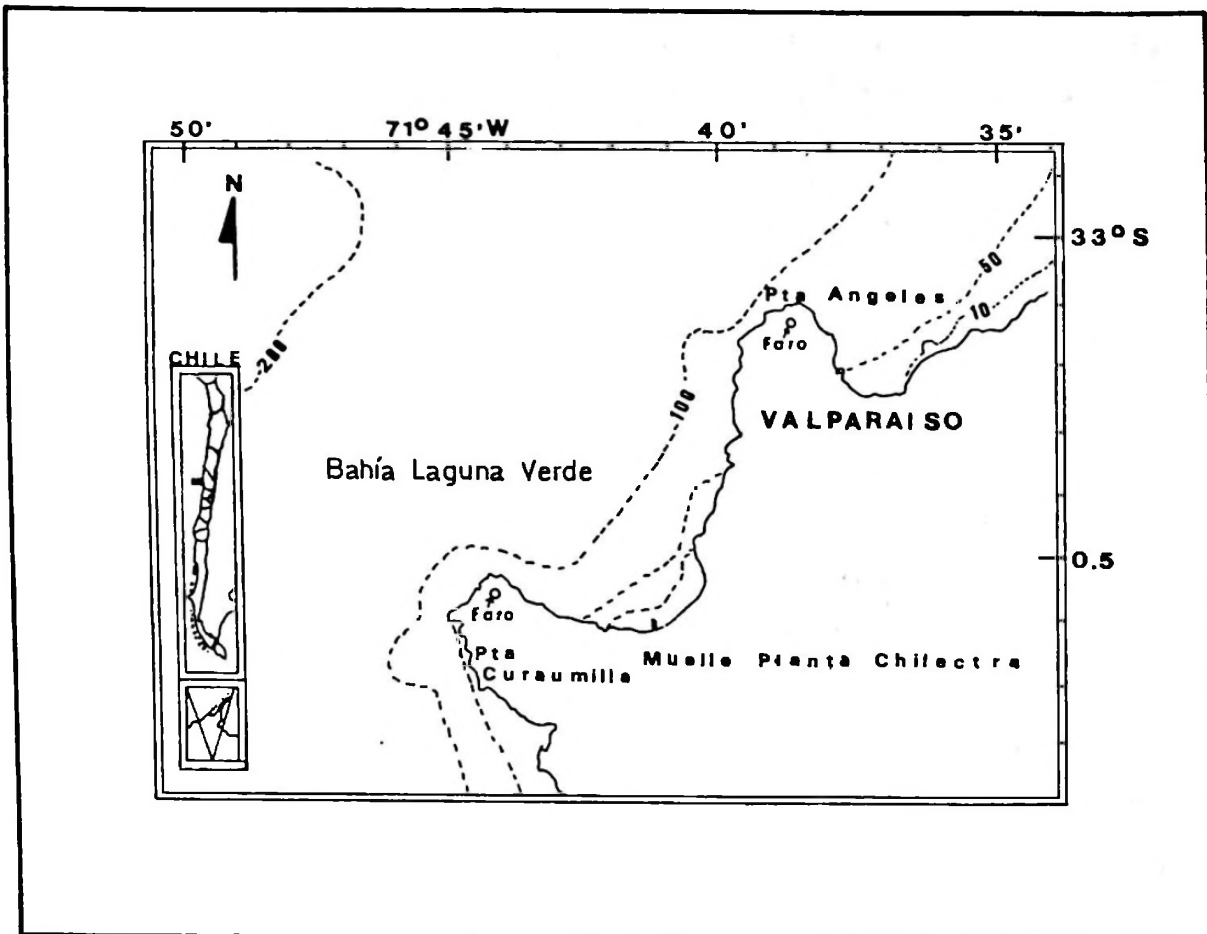 50'
71° 45'W
40'
35'
N
33° S
50
Pta Angeles
10
Faro
200
CHILE
100
VALPARAISO
Bahía Laguna Verde
0.5
Faro
Muelle Planta Chilectra
Pta
Curaumilla